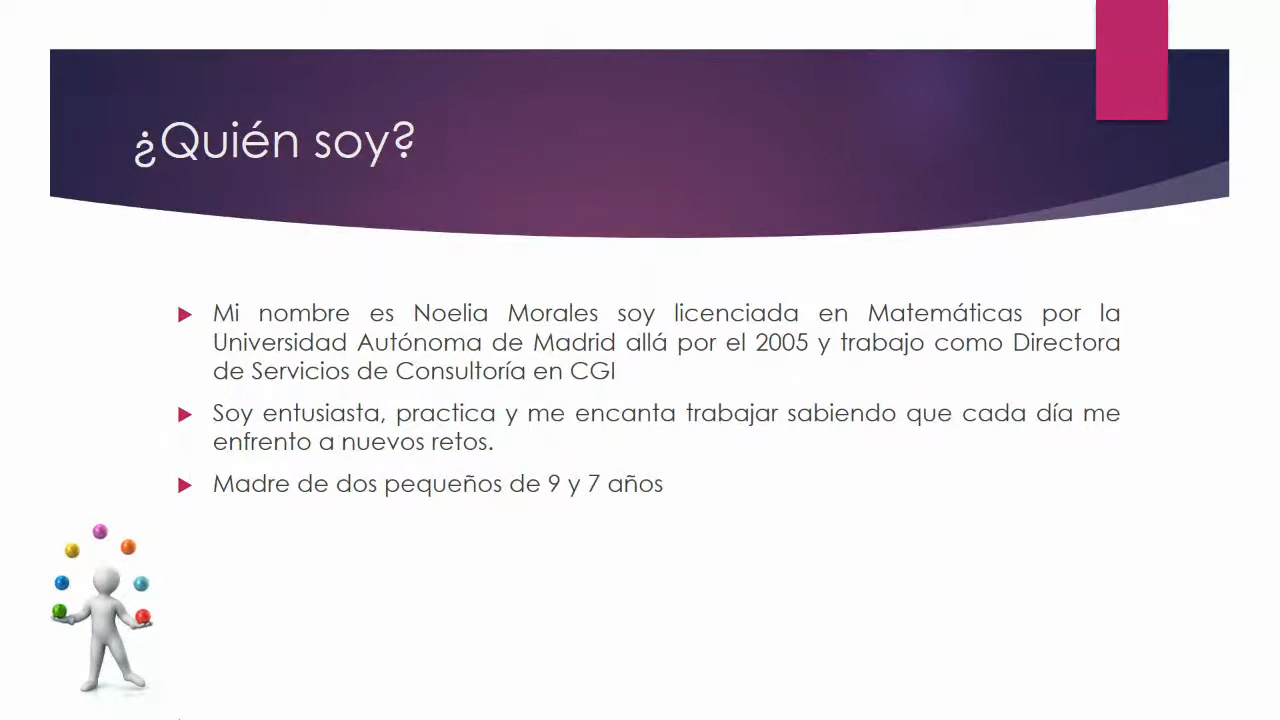 ¿Quién soy?
Mi nombre es Noelia Morales soy licenciada en Matemáticas por la
Universidad Autónoma de Madrid allá por el 2005 y trabajo como Directora
de Servicios de Consultoría en CGI
Soy entusiasta, practica y me encanta trabajar sabiendo que cada día me
enfrento a nuevos retos.
Madre de dos pequeños de 9 y 7 años